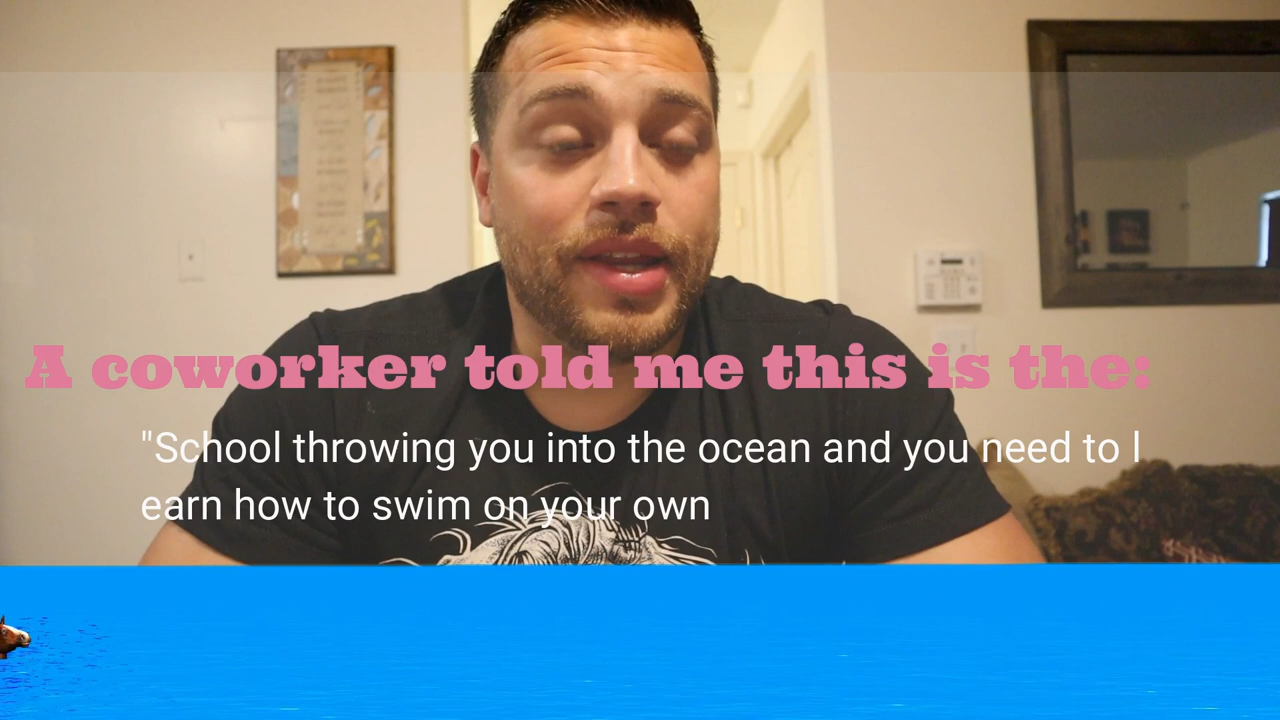 A coworker told me this is the:
"School throwing you into the ocean and you need to l
earn how to swim on your own